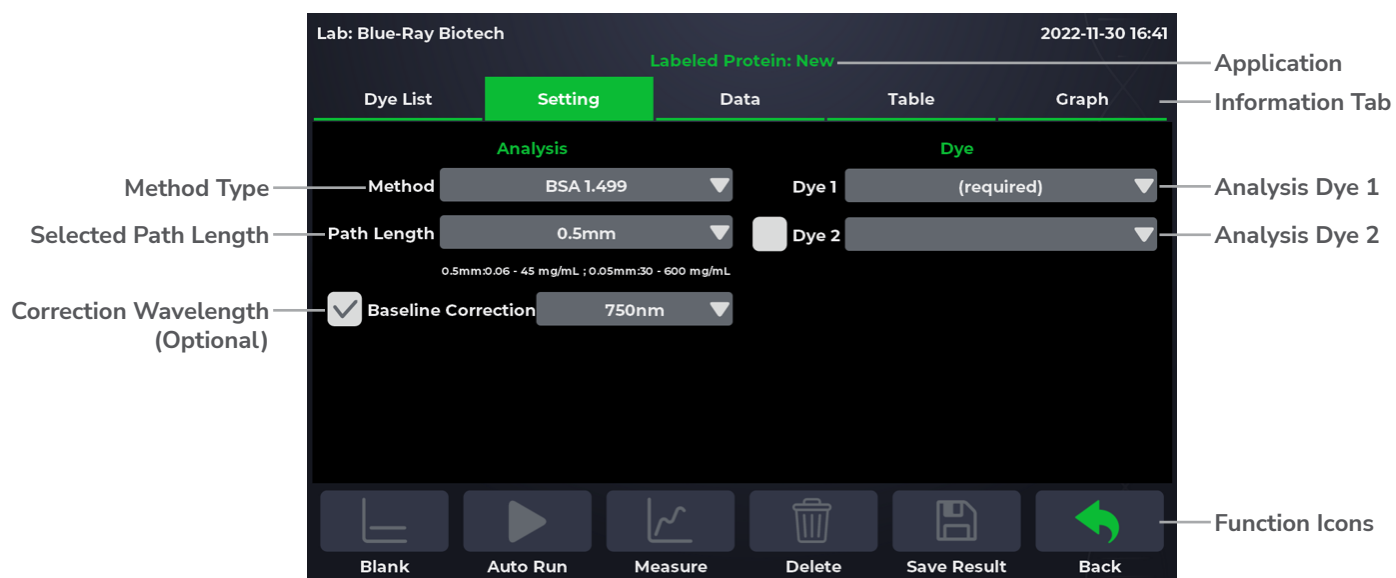 Lab: Blue-Ray Biotech
2022-11-30 16:41
Labeled Protein: New
Application
Dye List
Setting
Data
Table
Graph
Information Tab
Analysis
Dye
Method Type
Method
BSA 1.499
Dye 1
(required)
Analysis Dye 1
Selected Path Length
Path Length
0.5mm
Dye 2
Analysis Dye 2
0.5mm:0.06 - 45 mg/mL ; 0.05mm:30 - 600 mg/mL
Correction Wavelength
(Optional)
Baseline Correction
750nm
Function Icons
Blank
Auto Run
Measure
Delete
Save Result
Back